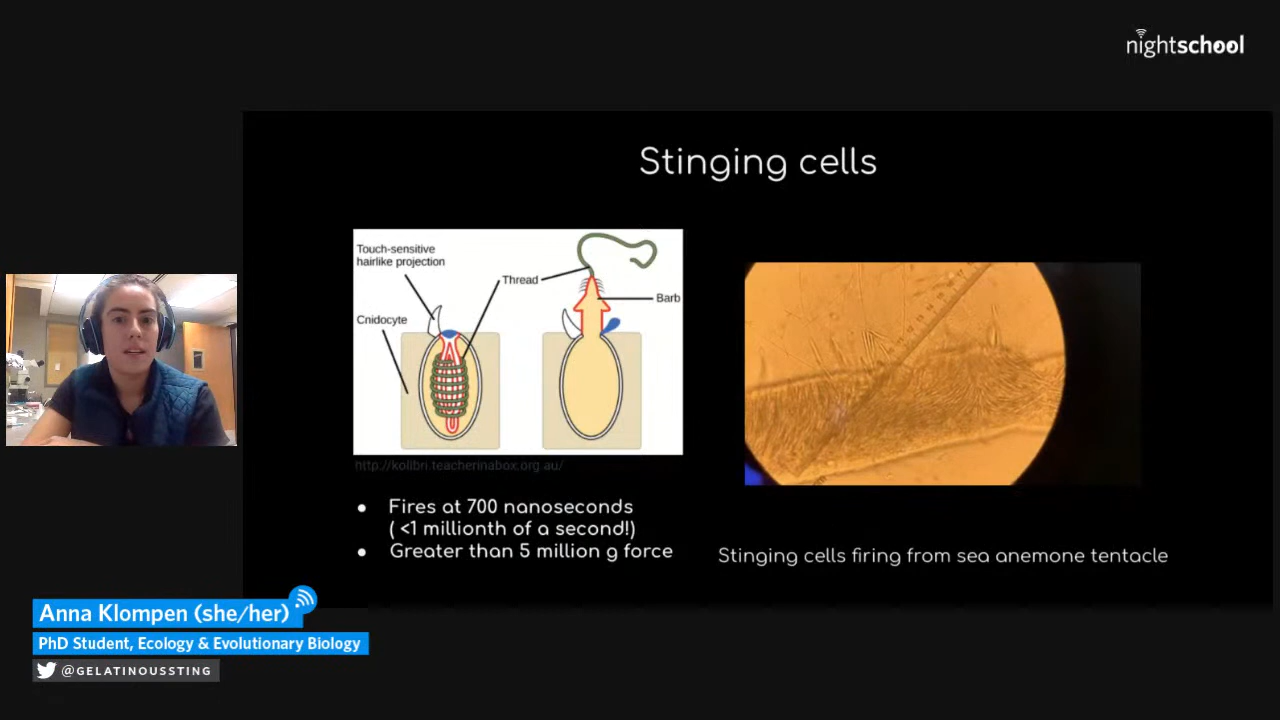 nightschool
Stinging cells
Touch-sensitive
hairlike projection
Thread
Barb
Cnidocyte
http://kolibri.teacherinabox.org.au/
● Fires at 700 nanoseconds
( <1 millionth of a second!)
● Greater than 5 million g force
Stinging cells firing from sea anemone tentacle
Anna Klompen (she/her)
PhD Student, Ecology & Evolutionary Biology
@GELATINOUSSTING